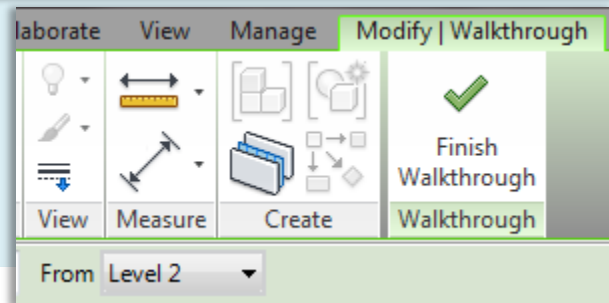 laborate View Manage Modify | Walkthrough
Finish
Walkthrough
View Measure Create Walkthrough
From Level 2